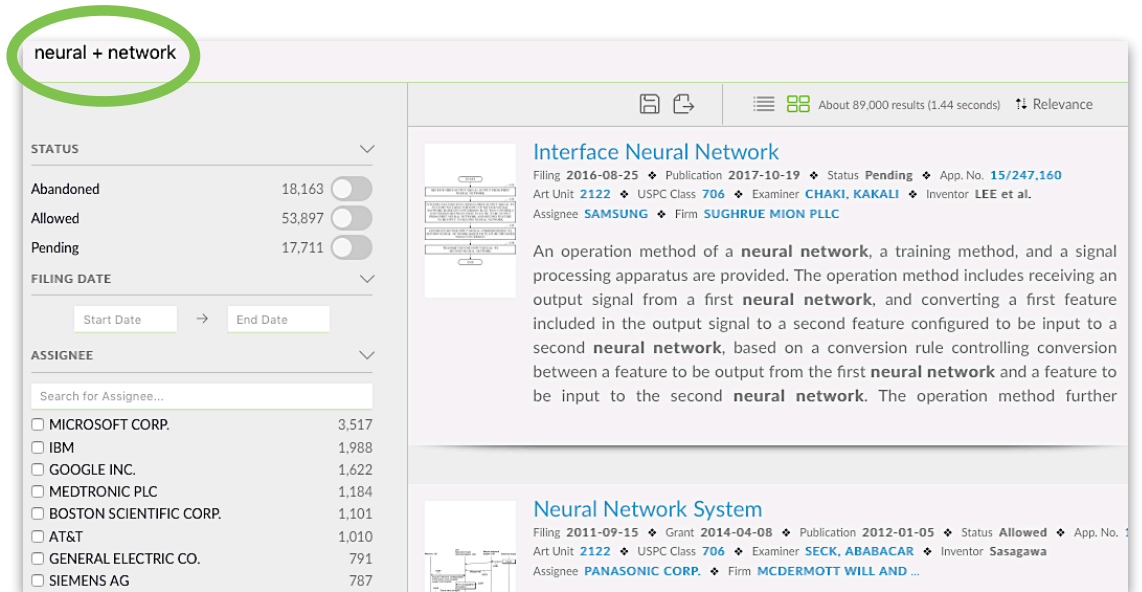 neural + network
About 89,000 results (1.44 seconds) Relevance
STATUS
Abandoned 18,163
Allowed 53,897
Pending 17,711
FILING DATE
Start Date → End Date
ASSIGNEE
Search for Assignee...
MICROSOFT CORP. 3,517
IBM 1,988
GOOGLE INC. 1,622
MEDTRONIC PLC 1,184
BOSTON SCIENTIFIC CORP. 1,101
AT&T 1,010
GENERAL ELECTRIC CO. 791
SIEMENS AG 787
Interface Neural Network
Filing 2016-08-25 ❖ Publication 2017-10-19 ❖ Status Pending ❖ App. No. 15/247,160
Art Unit 2122 ❖ USPC Class 706 ❖ Examiner CHAKI, KAKALI ❖ Inventor LEE et al.
Assignee SAMSUNG ❖ Firm SUGHRUE MION PLLC
An operation method of a neural network, a training method, and a signal
processing apparatus are provided. The operation method includes receiving an
output signal from a first neural network, and converting a first feature
included in the output signal to a second feature configured to be input to a
second neural network, based on a conversion rule controlling conversion
between a feature to be output from the first neural network and a feature to
be input to the second neural network. The operation method further
Neural Network System
Filing 2011-09-15 ❖ Grant 2014-04-08 ❖ Publication 2012-01-05 ❖ Status Allowed ❖ App. No.
Art Unit 2122 ❖ USPC Class 706 ❖ Examiner SECK, ABABACAR ❖ Inventor Sasagawa
Assignee PANASONIC CORP. ❖ Firm MCDERMOTT WILL AND ...